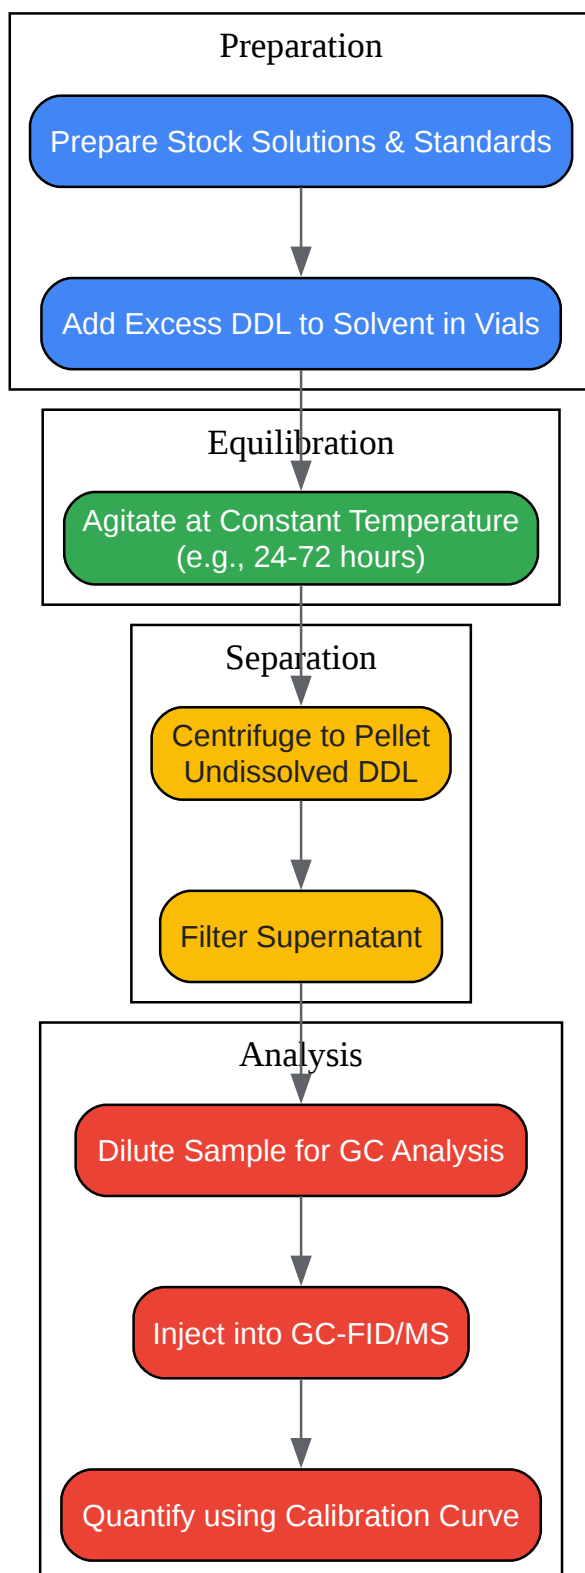 Preparation
Prepare Stock Solutions & Standards
Add Excess DDL to Solvent in Vials
Equilibration
Agitate at Constant Temperature
(e.g., 24-72 hours)
Separation
Centrifuge to Pellet
Undissolved DDL
Filter Supernatant
Analysis
Dilute Sample for GC Analysis
Inject into GC-FID/MS
Quantify using Calibration Curve